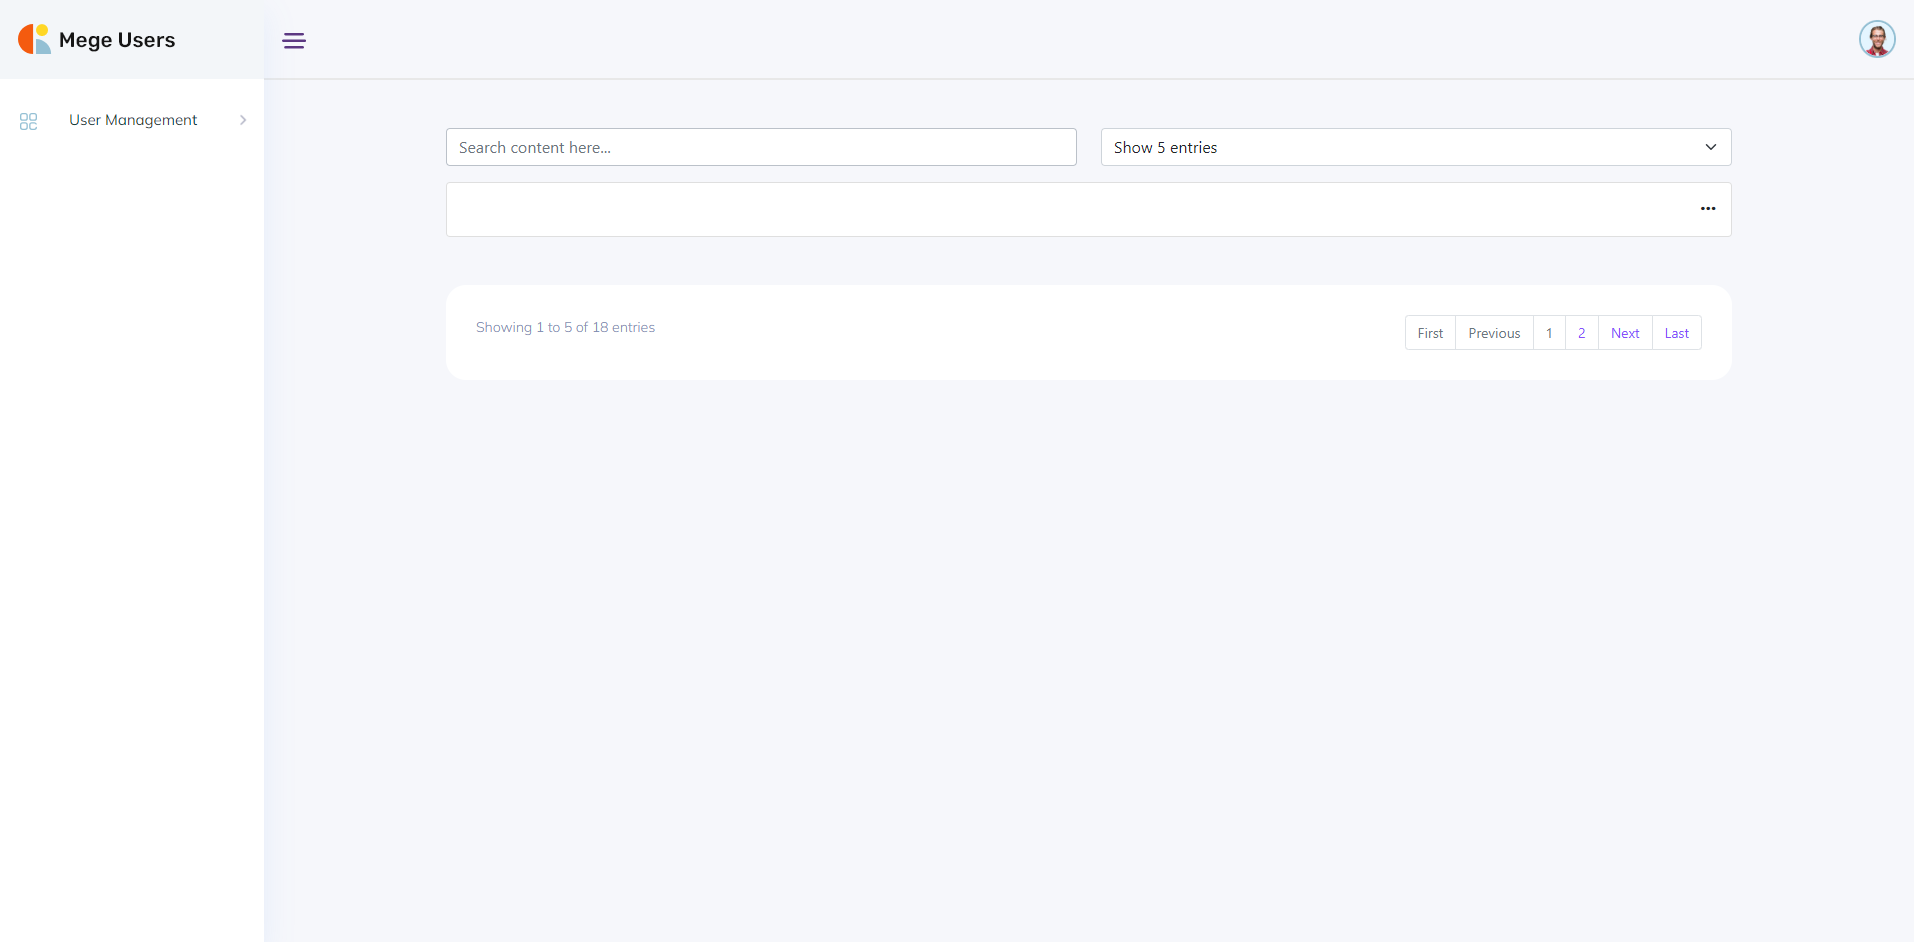 Mege Users
User Management
Search content here...
Show 5 entries
Showing 1 to 5 of 18 entries
First Previous 1 2 Next Last